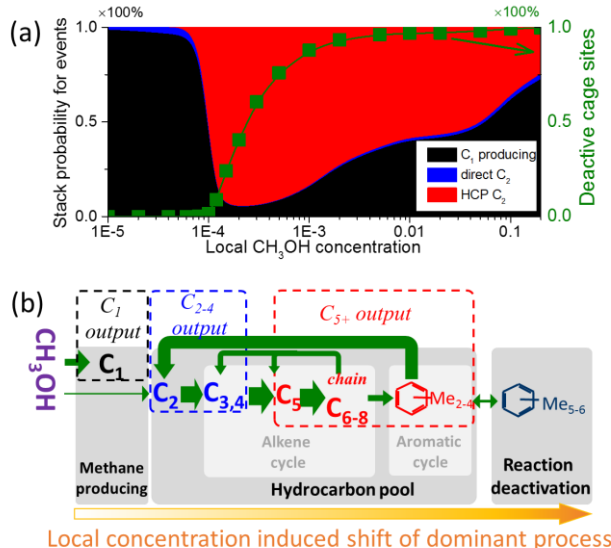 (a)
×100%
×100%
Stack probability for events
1.0
0.5
0.0
1E-5
1E-4
1E-3
0.01
0.1
Local CH₃OH concentration
1.0
0.5
0.0
Deactive cage sites
C₁ producing
direct C₂
HCP C₂
(b)
C₁
output
C₂₋₄
output
C₅₊ output
CH₃OH
C₁
C₂
C₃,₄
C₅
chain
C₆₋₈
Me₂₋₄
Me₅₋₆
Alkene
cycle
Aromatic
cycle
Methane
producing
Hydrocarbon pool
Reaction
deactivation
Local concentration induced shift of dominant process